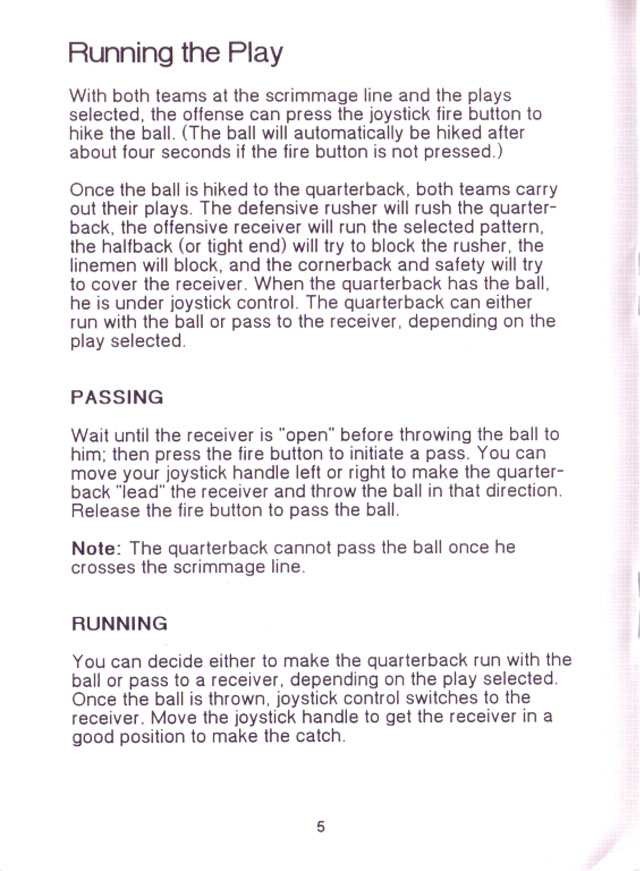 Running the Play
With both teams at the scrimmage line and the plays
selected, the offense can press the joystick fire button to
hike the ball. (The ball will automatically be hiked after
about four seconds if the fire button is not pressed.)
Once the ball is hiked to the quarterback, both teams carry
out their plays. The defensive rusher will rush the quarter-
back, the offensive receiver will run the selected pattern,
the halfback (or tight end) will try to block the rusher, the
linemen will block, and the cornerback and safety will try
to cover the receiver. When the quarterback has the ball,
he is under joystick control. The quarterback can either
run with the ball or pass to the receiver, depending on the
play selected.
PASSING
Wait until the receiver is "open" before throwing the ball to
him; then press the fire button to initiate a pass. You can
move your joystick handle left or right to make the quarter-
back "lead" the receiver and throw the ball in that direction.
Release the fire button to pass the ball.
Note: The quarterback cannot pass the ball once he
crosses the scrimmage line.
RUNNING
You can decide either to make the quarterback run with the
ball or pass to a receiver, depending on the play selected.
Once the ball is thrown, joystick control switches to the
receiver. Move the joystick handle to get the receiver in a
good position to make the catch.
5